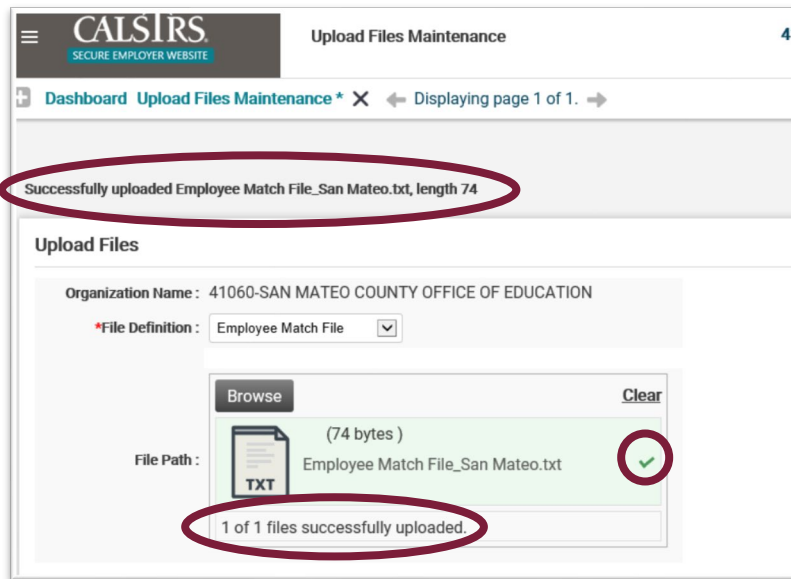 CALSTRS
SECURE EMPLOYER WEBSITE
Upload Files Maintenance
4
Dashboard Upload Files Maintenance * X Displaying page 1 of 1.
Successfully uploaded Employee Match File_San Mateo.txt, length 74
Upload Files
Organization Name : 41060-SAN MATEO COUNTY OFFICE OF EDUCATION
*File Definition : Employee Match File
Browse Clear
(74 bytes )
File Path : Employee Match File_San Mateo.txt
TXT
1 of 1 files successfully uploaded.